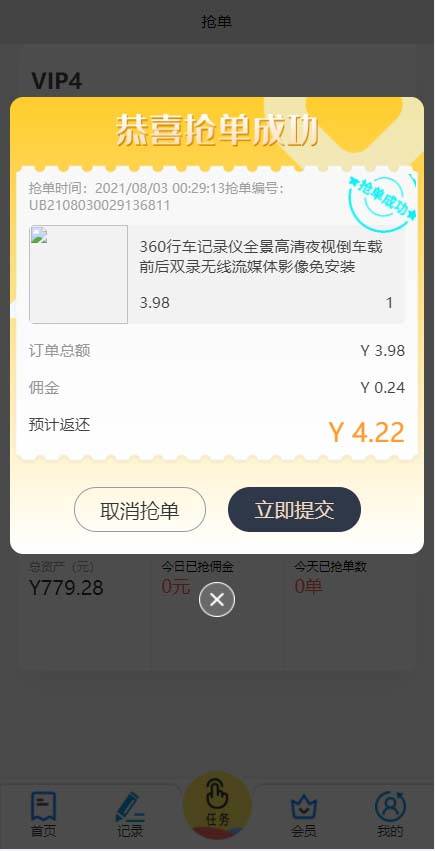 抢单
VIP4
恭喜抢单成功
抢单时间：2021/08/03 00:29:13抢单编号：
UB2108030029136811
★抢单成功★
360行车记录仪全景高清夜视倒车载
前后双录无线流媒体影像免安装
3.98 1
订单总额 Y 3.98
佣金 Y 0.24
预计返还 Y 4.22
取消抢单 立即提交
总资产（元） 今日已抢佣金 今天已抢单数
Y779.28 0元 0单
首页 记录 任务 会员 我的